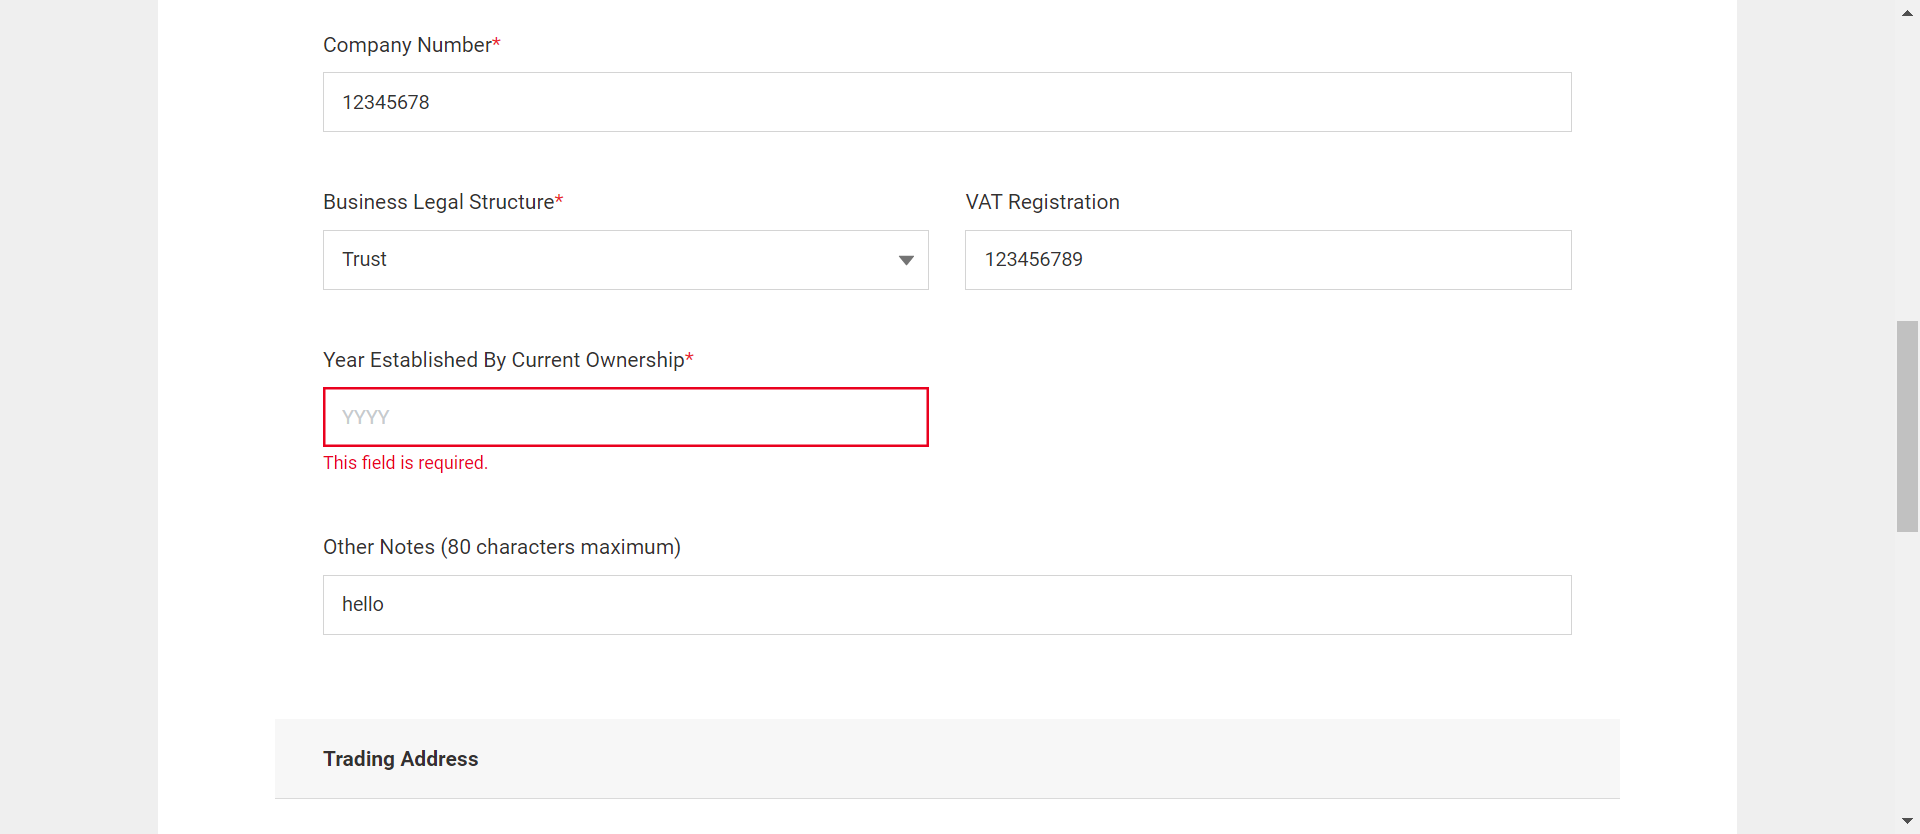 Company Number*
12345678
Business Legal Structure*
VAT Registration
Trust
123456789
Year Established By Current Ownership*
YYYY
This field is required.
Other Notes (80 characters maximum)
hello
Trading Address